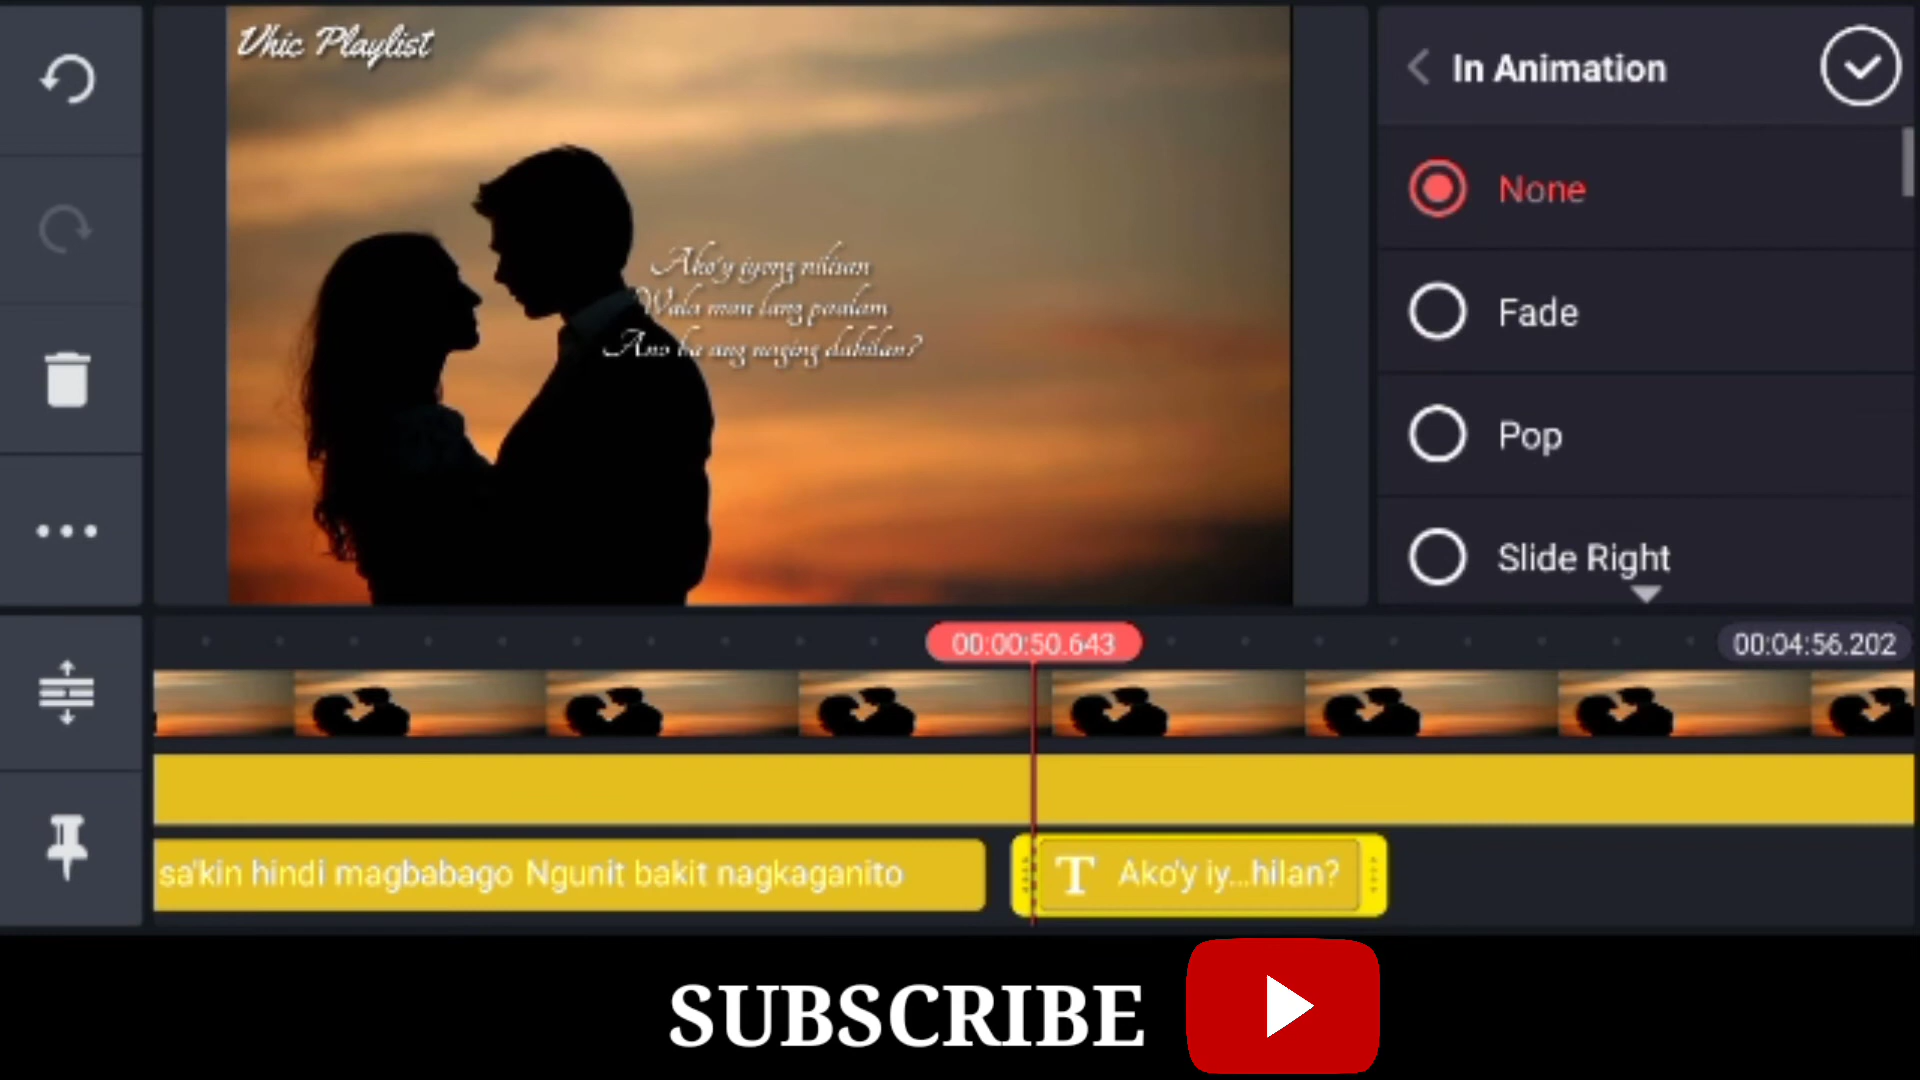 Vhic Playlist
Ako'y iyong nilisan
Wala man lang paalam
Ano ba ang naging dahilan?
In Animation
None
Fade
Pop
Slide Right
00:00:50.643
00:04:56.202
sa'kin hindi magbabago Ngunit bakit nagkaganito
T Ako'y iy...hilan?
SUBSCRIBE